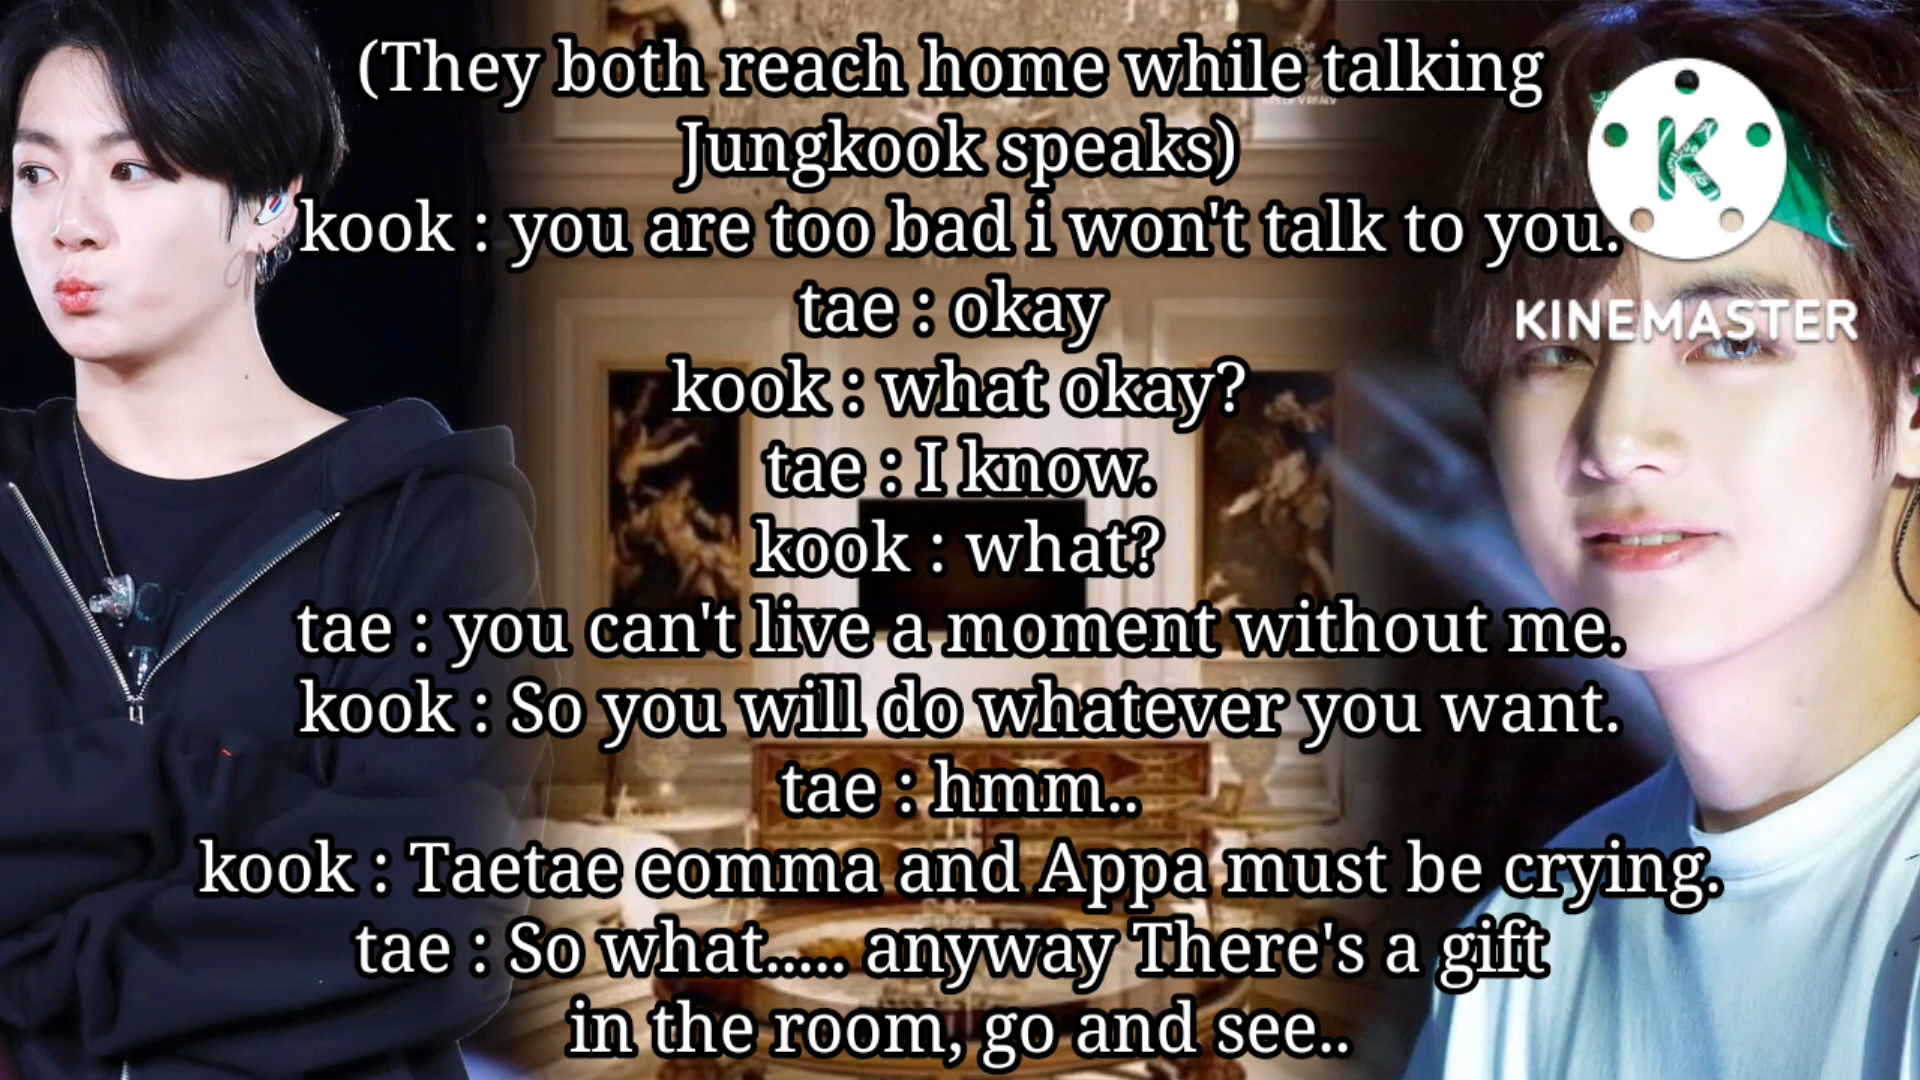 (They both reach home while talking
Jungkook speaks)
kook : you are too bad i won't talk to you.
tae : okay
kook : what okay?
tae : I know.
kook : what?
tae : you can't live a moment without me.
kook : So you will do whatever you want.
tae : hmm..
kook : Taetae eomma and Appa must be crying.
tae : So what..... anyway There's a gift
in the room, go and see..
K
KINEMASTER